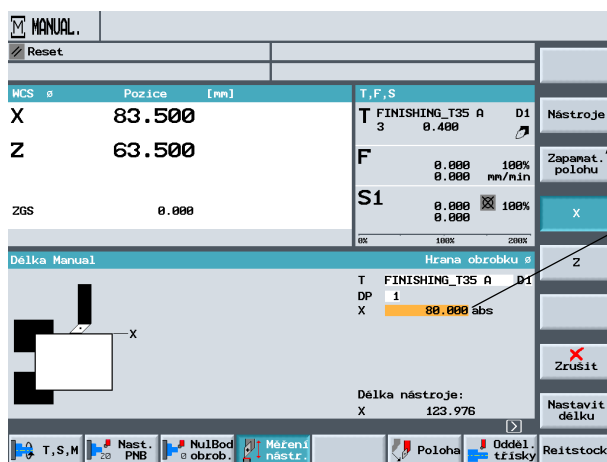 M MANUAL.
Reset
WCS ø Pozice [mm]
X 83.500
Z 63.500
ZGS 0.000
T,F,S
T FINISHING_T35 A D1
3 0.400
F 0.000 100%
0.000 mm/min
S1 0.000 100%
0.000
0% 100% 200%
Nástroje
Zapamat.
polohu
X
Z
Zrušit
Nastavit
délku
Délka Manual
X
Hrana obrobku ø
T FINISHING_T35 A D1
DP 1
X 80.000 abs
Délka nástroje:
X 123.976
T,S,M
Nast.
PNB
NulBod
obrob.
Měření
nástr.
Poloha
Odděl.
třísky
Reitstock